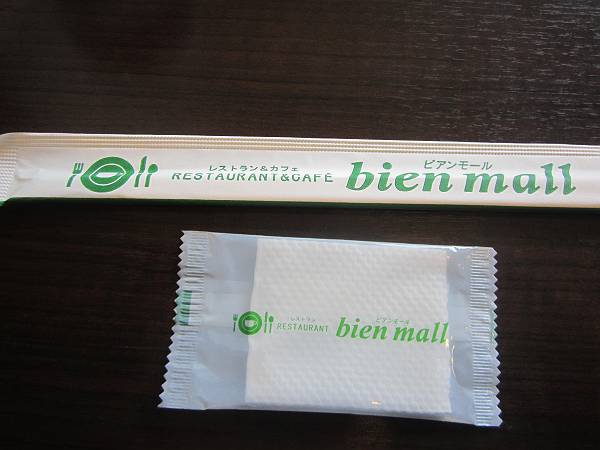 レストラン&カフェ
RESTAURANT&CAFÉ
ビアンモール
bien mall
レストラン
RESTAURANT
ビアンモール
bien mall